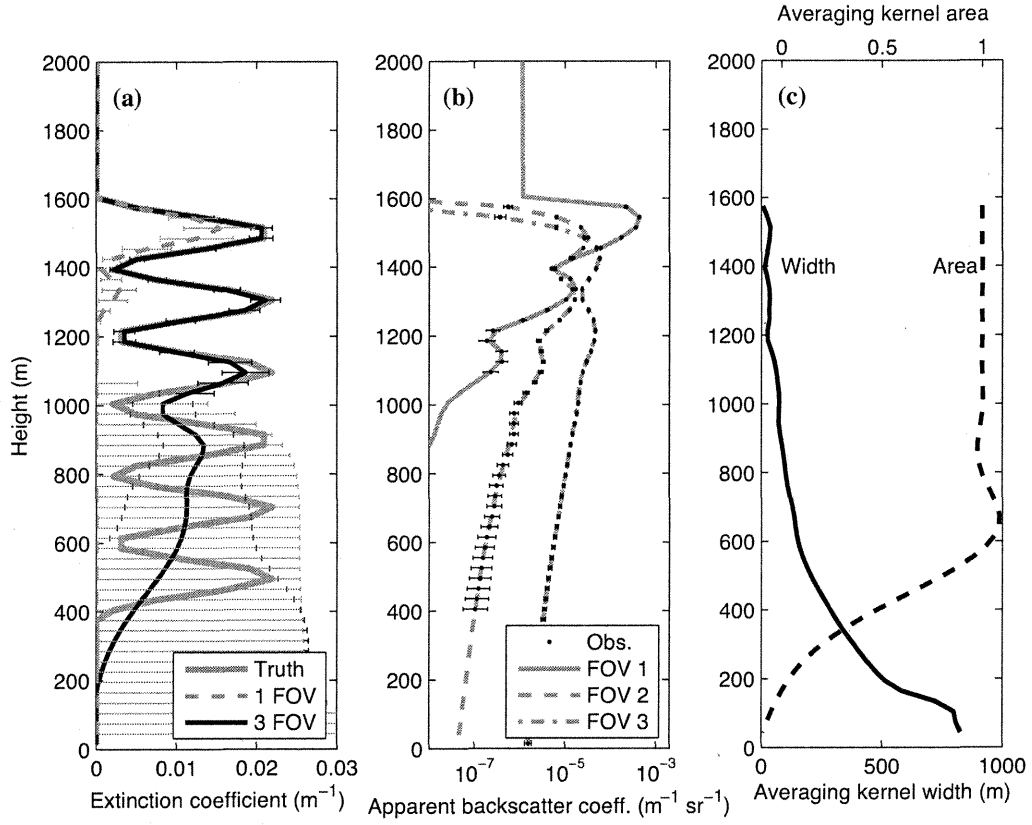 Averaging kernel area
0 0.5 1
(a)
2000
1800
1600
1400
1200
1000
800
600
400
200
0
Height (m)
Truth
1 FOV
3 FOV
0 0.01 0.02 0.03
Extinction coefficient (m⁻¹)
(b)
2000
1800
1600
1400
1200
1000
800
600
400
200
0
Obs.
FOV 1
FOV 2
FOV 3
10⁻⁷ 10⁻⁵ 10⁻³
Apparent backscatter coeff. (m⁻¹ sr⁻¹)
(c)
2000
1800
1600
1400
1200
1000
800
600
400
200
0
Width
Area
0 500 1000
Averaging kernel width (m)